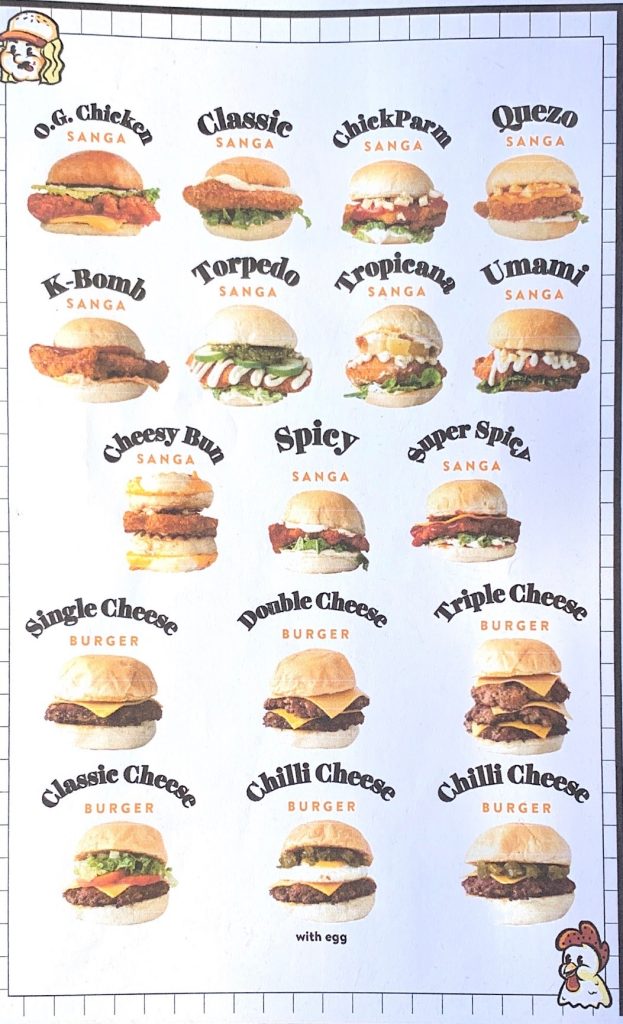 O.G. Chicken
SANGA
Classic
SANGA
ChickParm
SANGA
Quezo
SANGA
K-Bomb
SANGA
Torpedo
SANGA
Tropicana
SANGA
Umami
SANGA
Cheesy Bun
SANGA
Spicy
SANGA
Super Spicy
SANGA
Single Cheese
BURGER
Double Cheese
BURGER
Triple Cheese
BURGER
Classic Cheese
BURGER
Chilli Cheese
BURGER
with egg
Chilli Cheese
BURGER